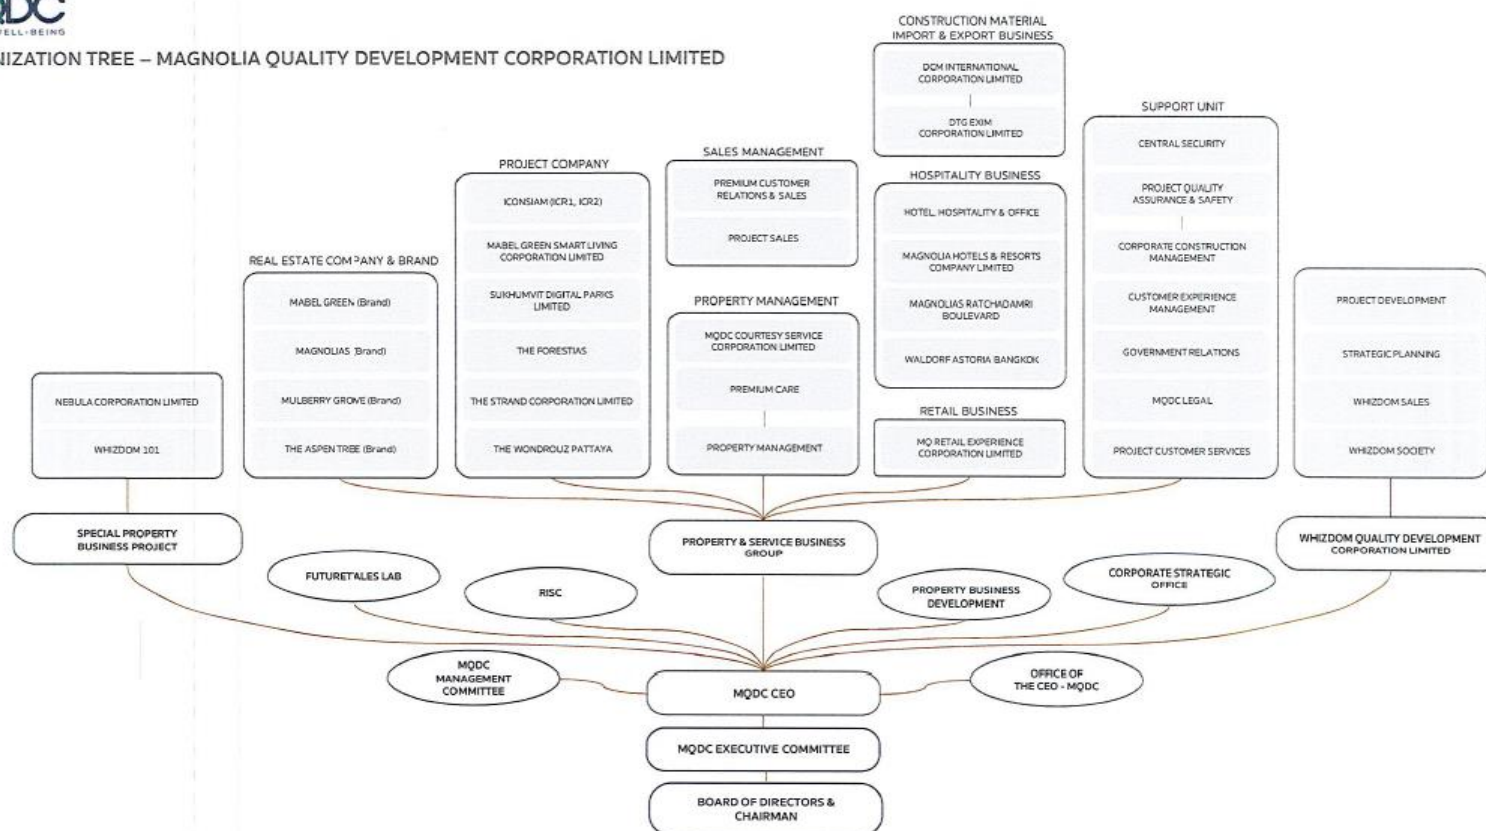 WELL-BEING
NIZATION TREE – MAGNOLIA QUALITY DEVELOPMENT CORPORATION LIMITED
CONSTRUCTION MATERIAL
IMPORT & EXPORT BUSINESS
DCM INTERNATIONAL
CORPORATION LIMITED
DTG EXIM
CORPORATION LIMITED
SUPPORT UNIT
CENTRAL SECURITY
PROJECT QUALITY
ASSURANCE & SAFETY
CORPORATE CONSTRUCTION
MANAGEMENT
CUSTOMER EXPERIENCE
MANAGEMENT
GOVERNMENT RELATIONS
MQDC LEGAL
PROJECT CUSTOMER SERVICES
SALES MANAGEMENT
PREMIUM CUSTOMER
RELATIONS & SALES
PROJECT SALES
PROJECT COMPANY
ICONSIAM (ICR1, ICR2)
MABEL GREEN SMART LIVING
CORPORATION LIMITED
SUKHUMVIT DIGITAL PARKS
LIMITED
THE FORESTIAS
THE STRAND CORPORATION LIMITED
THE WONDROUZ PATTAYA
HOSPITALITY BUSINESS
HOTEL, HOSPITALITY & OFFICE
MAGNOLIA HOTELS & RESORTS
COMPANY LIMITED
MAGNOLIAS RATCHADAMRI
BOULEVARD
WALDORF ASTORIA BANGKOK
REAL ESTATE COMPANY & BRAND
MABEL GREEN (Brand)
MAGNOLIAS (Brand)
MULBERRY GROVE (Brand)
THE ASPEN TREE (Brand)
PROPERTY MANAGEMENT
MQDC COURTESY SERVICE
CORPORATION LIMITED
PREMIUM CARE
PROPERTY MANAGEMENT
RETAIL BUSINESS
MQ RETAIL EXPERIENCE
CORPORATION LIMITED
PROJECT DEVELOPMENT
STRATEGIC PLANNING
WHIZDOM SALES
WHIZDOM SOCIETY
NEBULA CORPORATION LIMITED
WHIZDOM 101
SPECIAL PROPERTY
BUSINESS PROJECT
PROPERTY & SERVICE BUSINESS
GROUP
WHIZDOM QUALITY DEVELOPMENT
CORPORATION LIMITED
FUTURETALES LAB
RISC
PROPERTY BUSINESS
DEVELOPMENT
CORPORATE STRATEGIC
OFFICE
MQDC
MANAGEMENT
COMMITTEE
MQDC CEO
OFFICE OF
THE CEO - MQDC
MQDC EXECUTIVE COMMITTEE
BOARD OF DIRECTORS &
CHAIRMAN